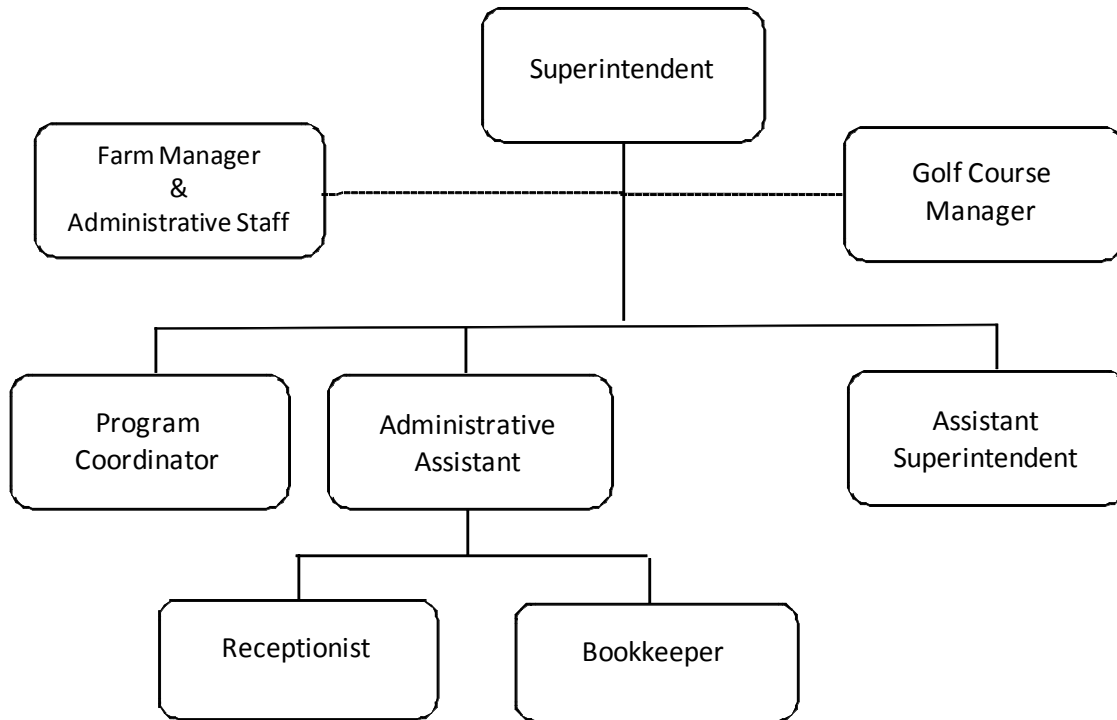 Superintendent
Farm Manager
&
Administrative Staff
Golf Course
Manager
Program
Coordinator
Administrative
Assistant
Assistant
Superintendent
Receptionist
Bookkeeper